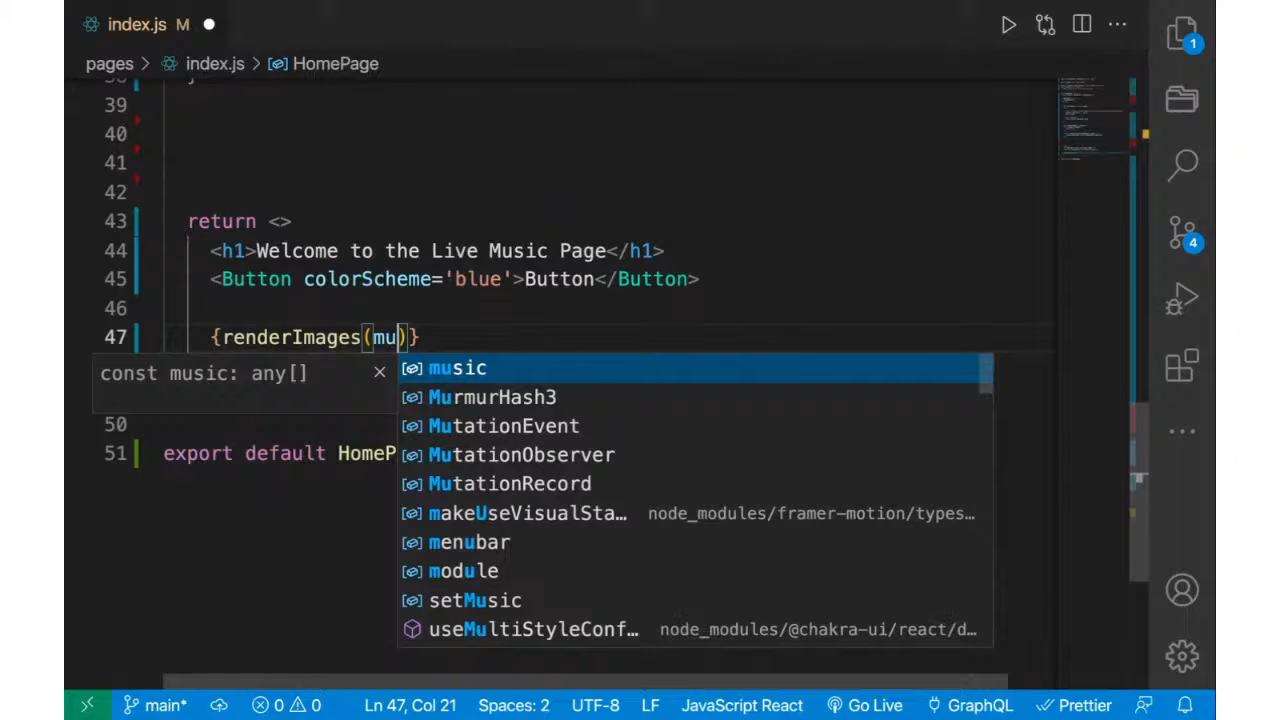 index.js M
1
pages > index.js > HomePage
39
40
41
42
43 return <>
44 <h1>Welcome to the Live Music Page</h1>
45 <Button colorScheme='blue'>Button</Button>
46
47 {renderImages(mu)}
const music: any[] ×
music
MurmurHash3
MutationEvent
MutationObserver
MutationRecord
makeUseVisualSta… node_modules/framer-motion/types…
menubar
module
setMusic
useMultiStyleConf… node_modules/@chakra-ui/react/d…
50
51 export default HomeP
4
main* 0 0 Ln 47, Col 21 Spaces: 2 UTF-8 LF JavaScript React Go Live GraphQL Prettier